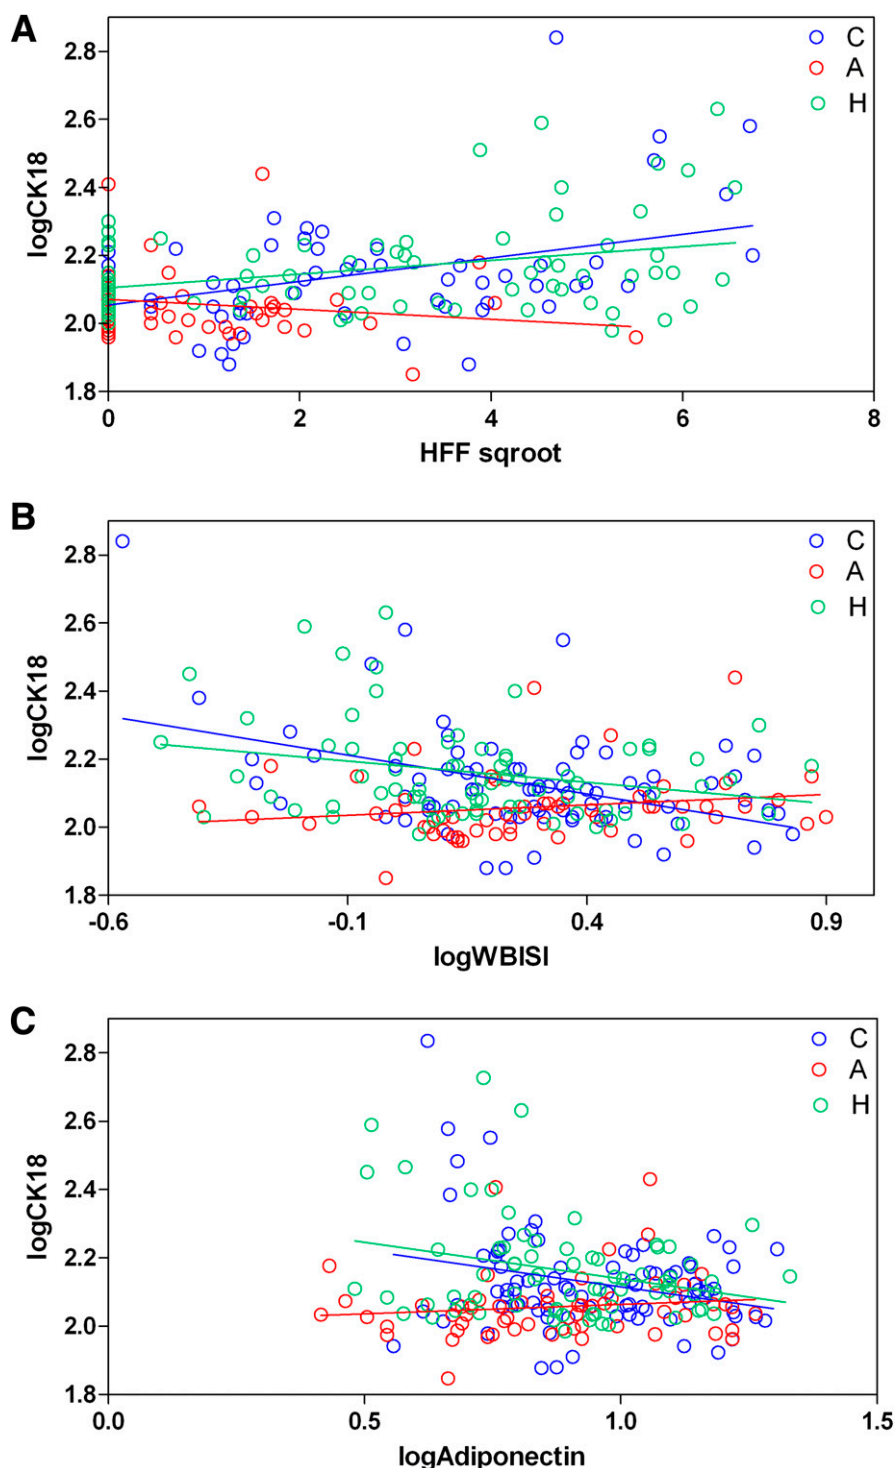 A
C
A
H
logCK18
2.8
2.6
2.4
2.2
2.0
1.8
0 2 4 6 8
HFF sqroot
B
C
A
H
logCK18
2.8
2.6
2.4
2.2
2.0
1.8
-0.6 -0.1 0.4 0.9
logWBISI
C
C
A
H
logCK18
2.8
2.6
2.4
2.2
2.0
1.8
0.0 0.5 1.0 1.5
logAdiponectin